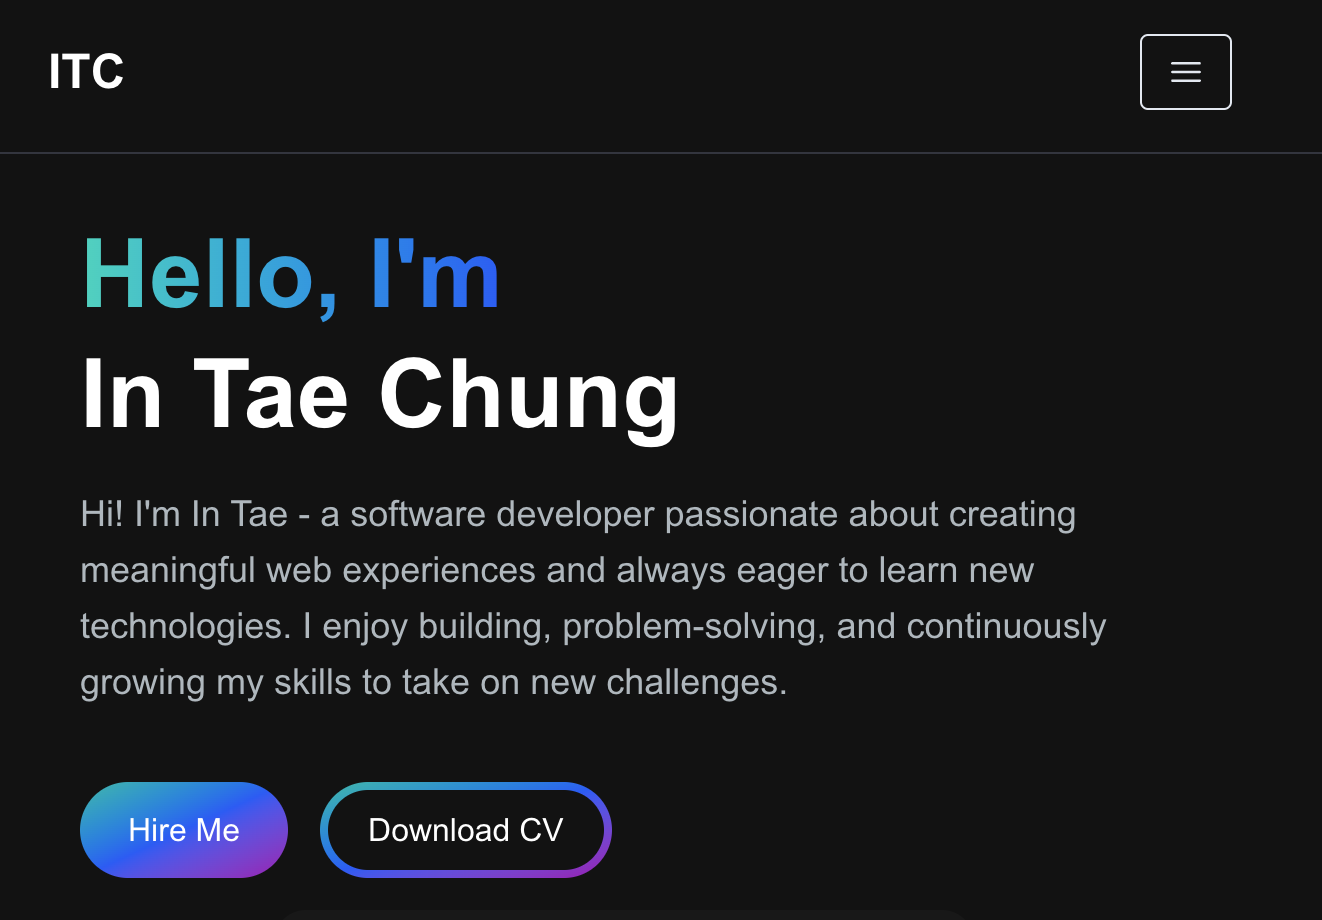 ITC
Hello, I'm
In Tae Chung
Hi! I'm In Tae - a software developer passionate about creating
meaningful web experiences and always eager to learn new
technologies. I enjoy building, problem-solving, and continuously
growing my skills to take on new challenges.
Hire Me
Download CV